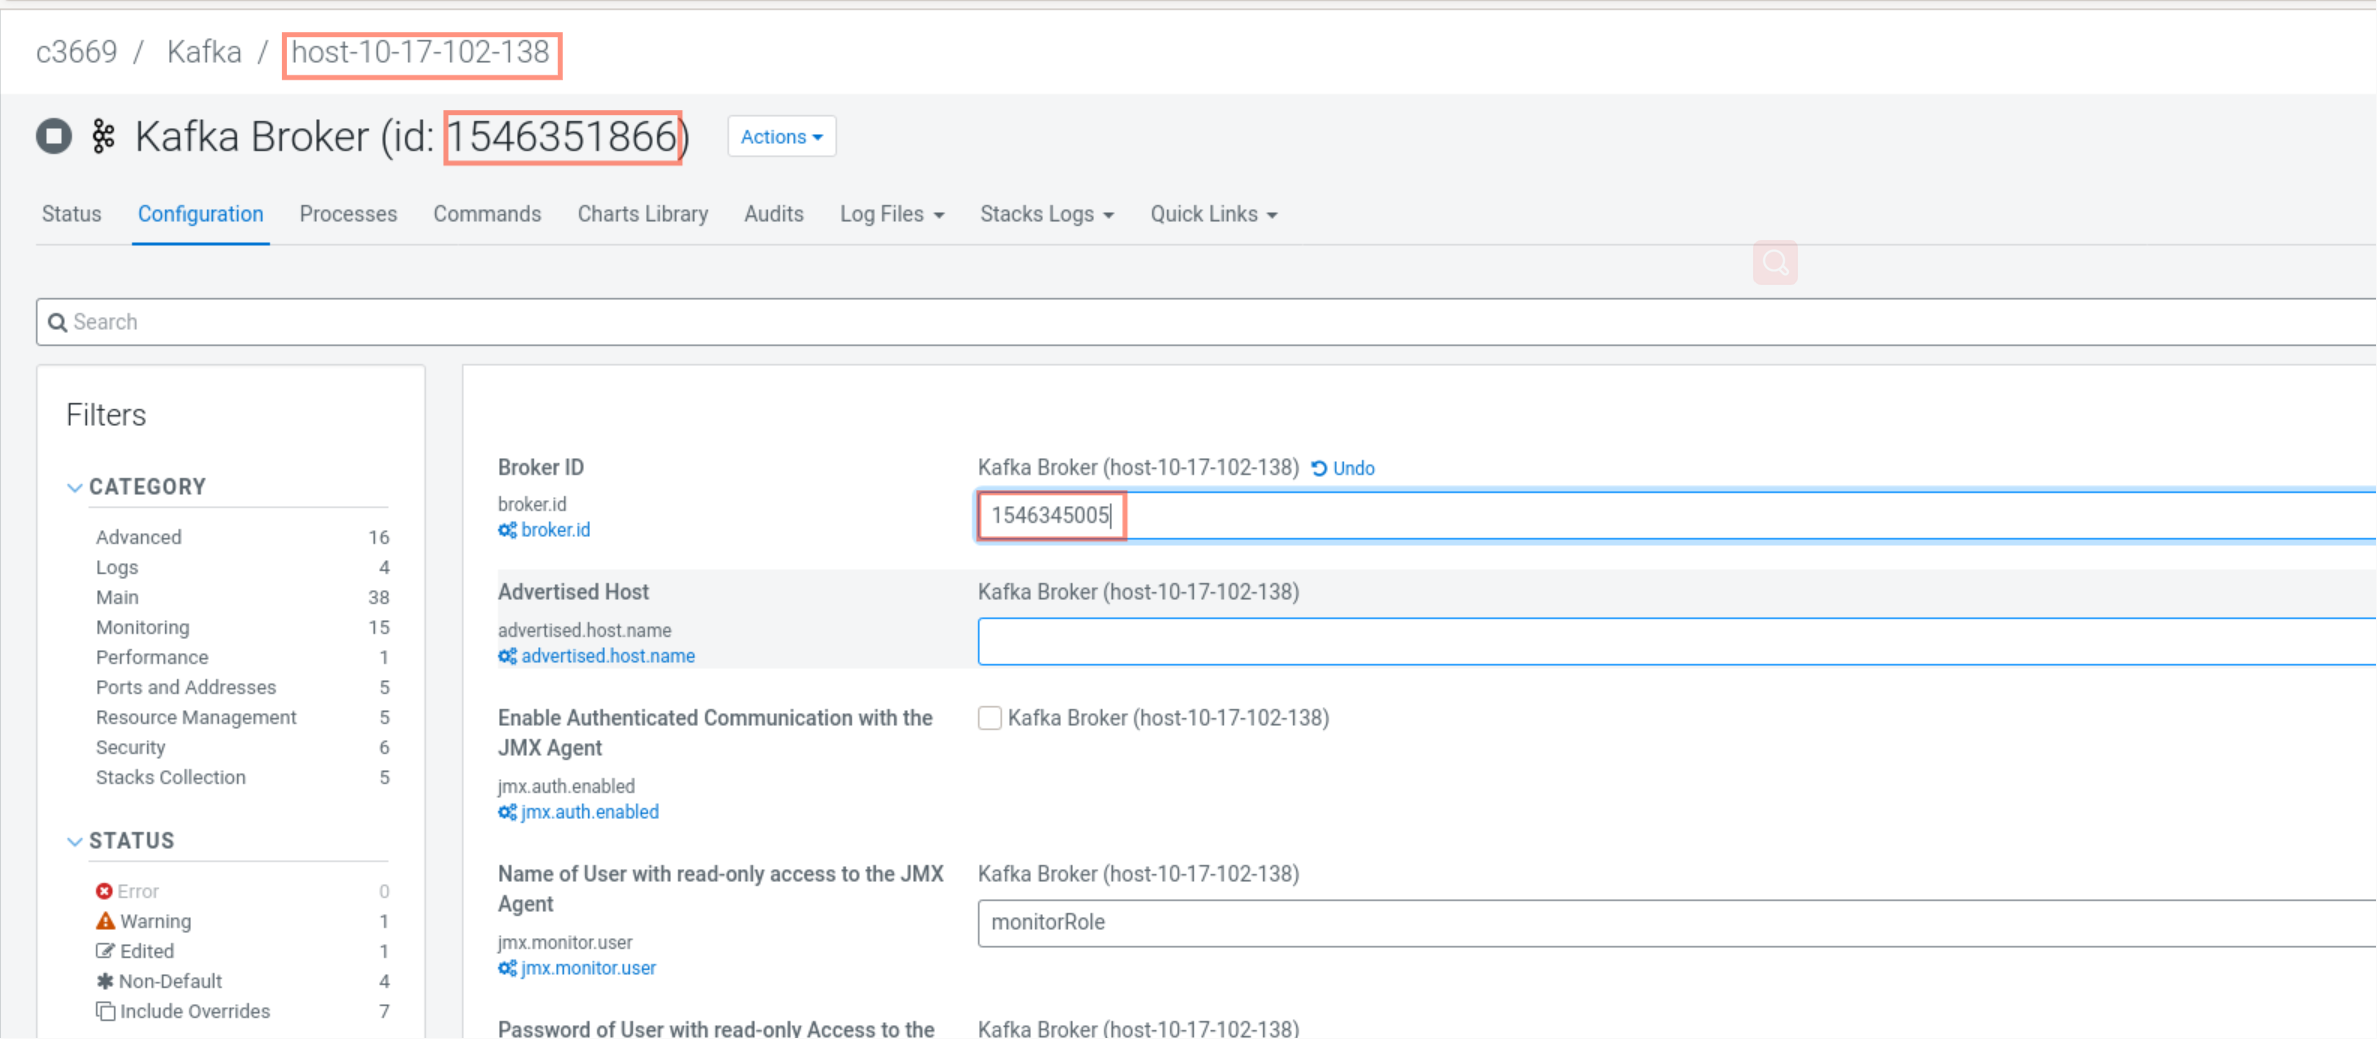 c3669 / Kafka / host-10-17-102-138
Kafka Broker (id: 1546351866) Actions
Status Configuration Processes Commands Charts Library Audits Log Files Stacks Logs Quick Links
Search
Filters
CATEGORY
Advanced 16
Logs 4
Main 38
Monitoring 15
Performance 1
Ports and Addresses 5
Resource Management 5
Security 6
Stacks Collection 5
STATUS
Error 0
Warning 1
Edited 1
Non-Default 4
Include Overrides 7
Broker ID
broker.id
broker.id
Kafka Broker (host-10-17-102-138) Undo
1546345005
Advertised Host
advertised.host.name
advertised.host.name
Kafka Broker (host-10-17-102-138)
Enable Authenticated Communication with the
JMX Agent
jmx.auth.enabled
jmx.auth.enabled
Kafka Broker (host-10-17-102-138)
Name of User with read-only access to the JMX
Agent
jmx.monitor.user
jmx.monitor.user
Kafka Broker (host-10-17-102-138)
monitorRole
Password of User with read-only Access to the
Kafka Broker (host-10-17-102-138)